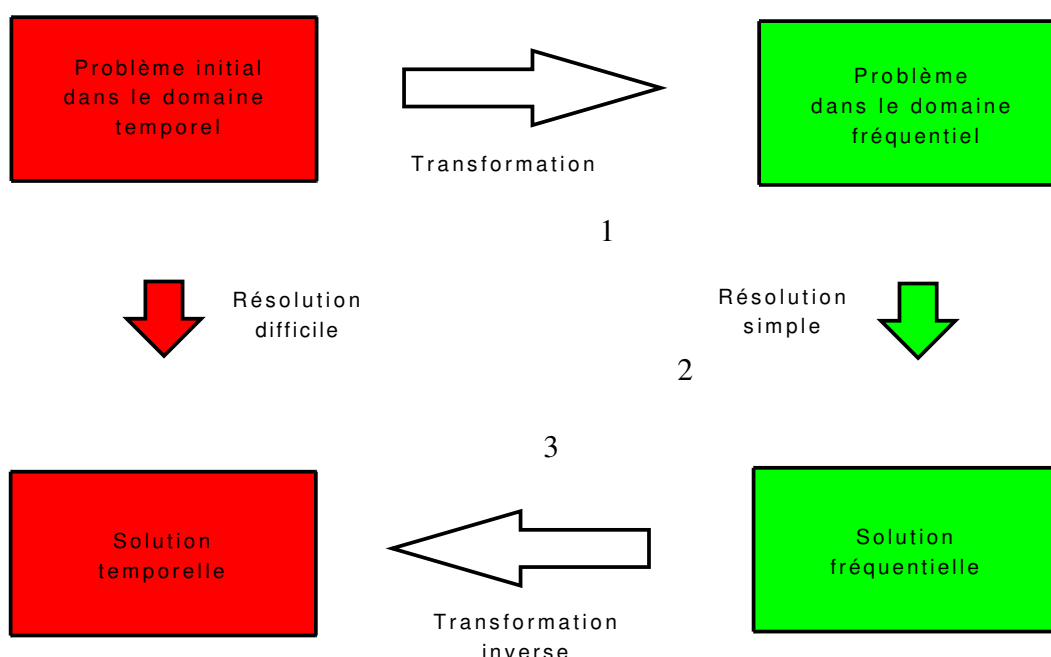 Problème initial
dans le domaine
temporel
Transformation
Problème
dans le domaine
fréquentiel
1
Résolution
difficile
Résolution
simple
2
3
Solution
temporelle
Transformation
inverse
Solution
fréquentielle